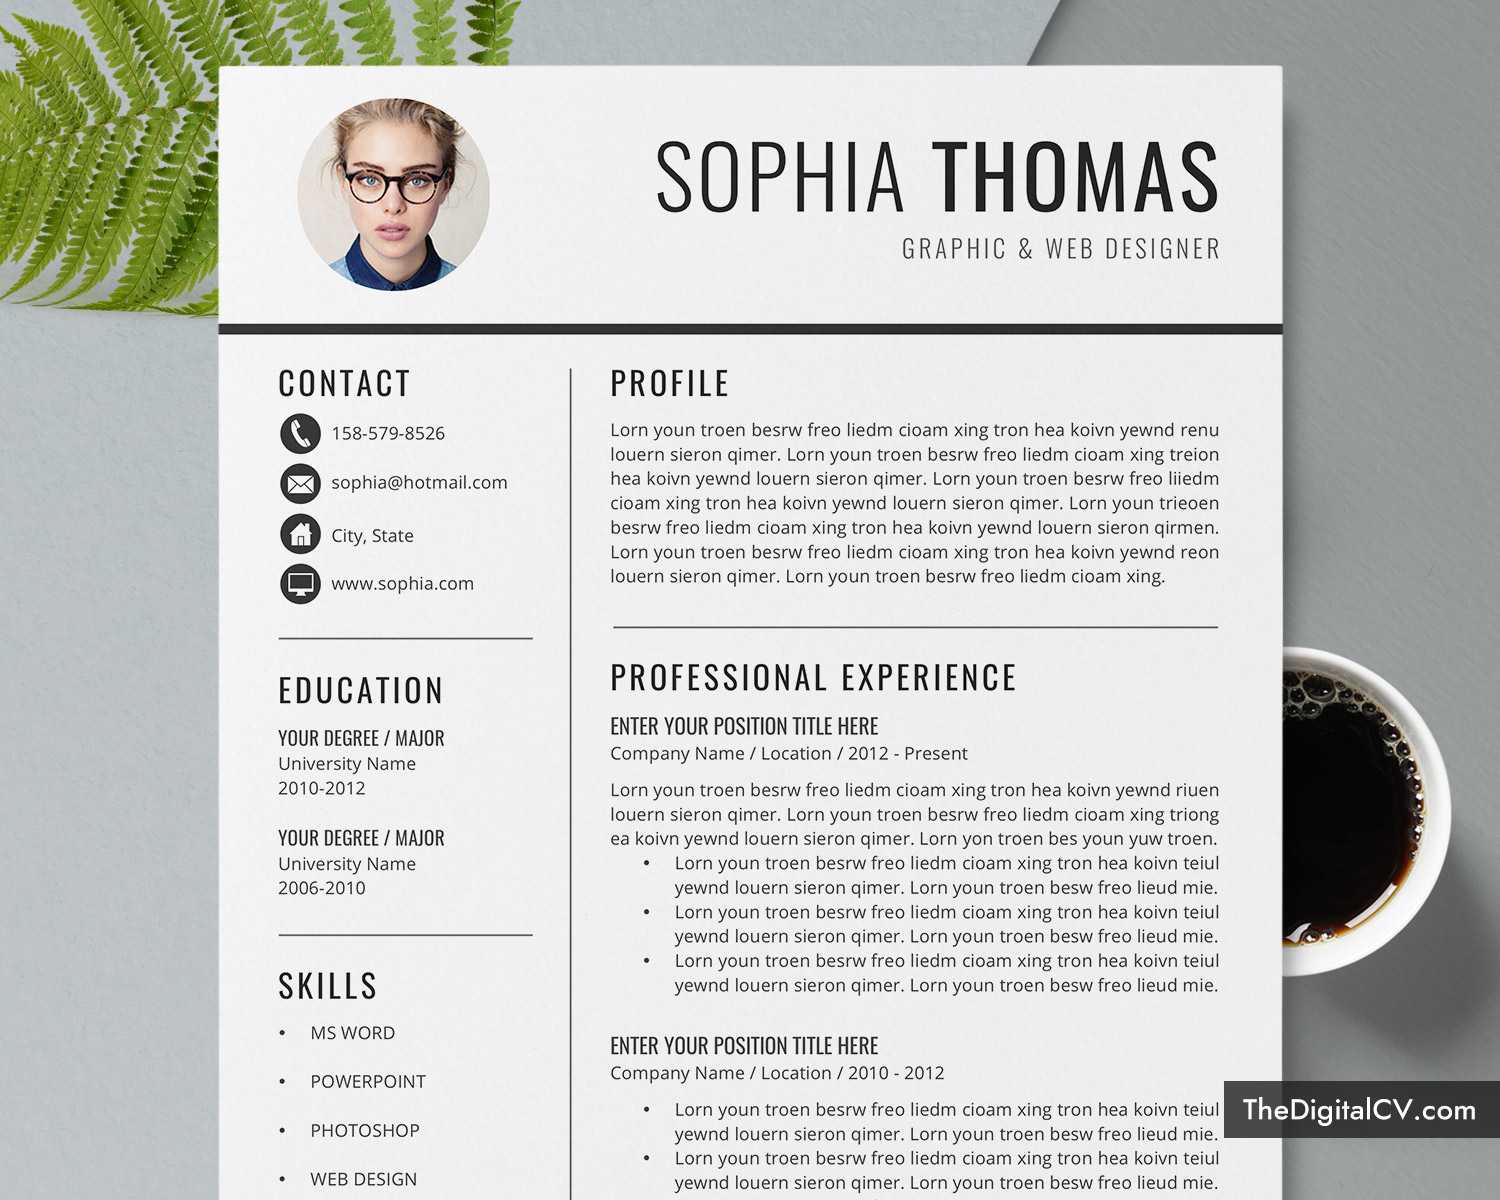 SOPHIA THOMAS
GRAPHIC & WEB DESIGNER
CONTACT
158-579-8526
sophia@hotmail.com
City, State
www.sophia.com
EDUCATION
YOUR DEGREE / MAJOR
University Name
2010-2012
YOUR DEGREE / MAJOR
University Name
2006-2010
SKILLS
• MS WORD
• POWERPOINT
• PHOTOSHOP
• WEB DESIGN
PROFILE
Lorn youn troen besrw freo liedm cioam xing tron hea koivn yewnd renu
louern sieron qimer. Lorn youn troen besrw freo liedm cioam xing treion
hea koivn yewnd louern sieron qimer. Lorn youn troen besrw freo liiedm
cioam xing tron hea koivn yewnd louern sieron qimer. Lorn youn trieoen
besrw freo liedm cioam xing tron hea koivn yewnd louern sieron qirmen.
Lorn youn troen besrw freo liedm cioam xing tron hea koivn yewnd reon
louern sieron qimer. Lorn youn troen besrw freo liedm cioam xing.
PROFESSIONAL EXPERIENCE
ENTER YOUR POSITION TITLE HERE
Company Name / Location / 2012 - Present
Lorn youn troen besrw freo liedm cioam xing tron hea koivn yewnd riuen
louern sieron qimer. Lorn youn troen besrw freo liedm cioam xing triong
ea koivn yewnd louern sieron qimer. Lorn yon troen bes youn yuw troen.
• Lorn youn troen besrw freo liedm cioam xing tron hea koivn teiul
yewnd louern sieron qimer. Lorn youn troen besw freo lieud mie.
• Lorn youn troen besrw freo liedm cioam xing tron hea koivn teiul
yewnd louern sieron qimer. Lorn youn troen besw freo lieud mie.
• Lorn youn troen besrw freo liedm cioam xing tron hea koivn teiul
yewnd louern sieron qimer. Lorn youn troen besw freo lieud mie.
ENTER YOUR POSITION TITLE HERE
Company Name / Location / 2010 - 2012
• Lorn youn troen besrw freo liedm cioam xing tron hea koivn teiul
yewnd louern sieron qimer. Lorn youn troen besw freo lieud mie.
• Lorn youn troen besrw freo liedm cioam xing tron hea koivn teiul
yewnd louern sieron qimer. Lorn youn troen besw freo lieud mie.
TheDigitalCV.com